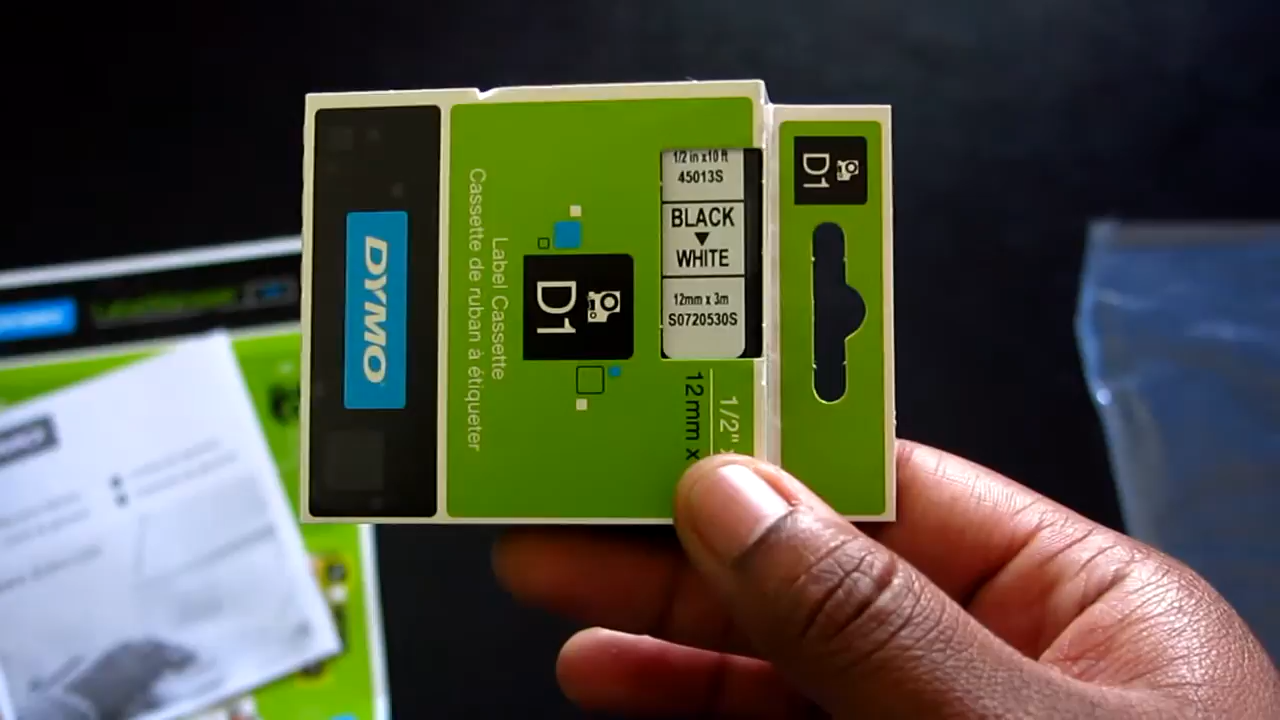 DYMO
Label Cassette
Cassette de ruban à étiqueter
D1
1/2 in x10 ft
45013S
BLACK
WHITE
12mm x 3m
S0720530S
1/2" x
12mm x
D1